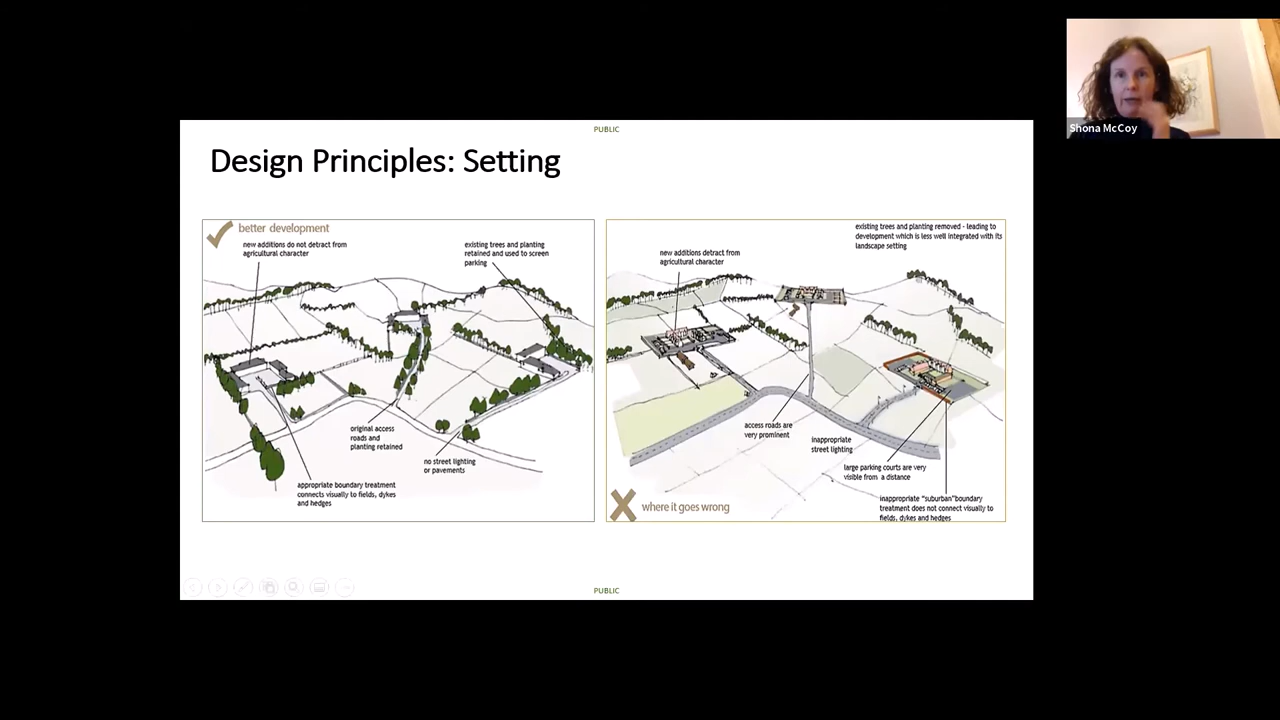 PUBLIC
Shona McCoy
Design Principles: Setting
better development
new additions do not detract from
agricultural character
existing trees and planting
retained and used to screen
parking
original access
roads and
planting retained
no street lighting
or pavements
appropriate boundary treatment
connects visually to fields, dykes
and hedges
existing trees and planting removed - leading to
development which is less well integrated with its
landscape setting
new additions detract from
agricultural character
access roads are
very prominent
inappropriate
street lighting
large parking courts are very
visible from a distance
inappropriate "suburban"boundary
treatment does not connect visually to
fields, dykes and hedges
where it goes wrong
PUBLIC